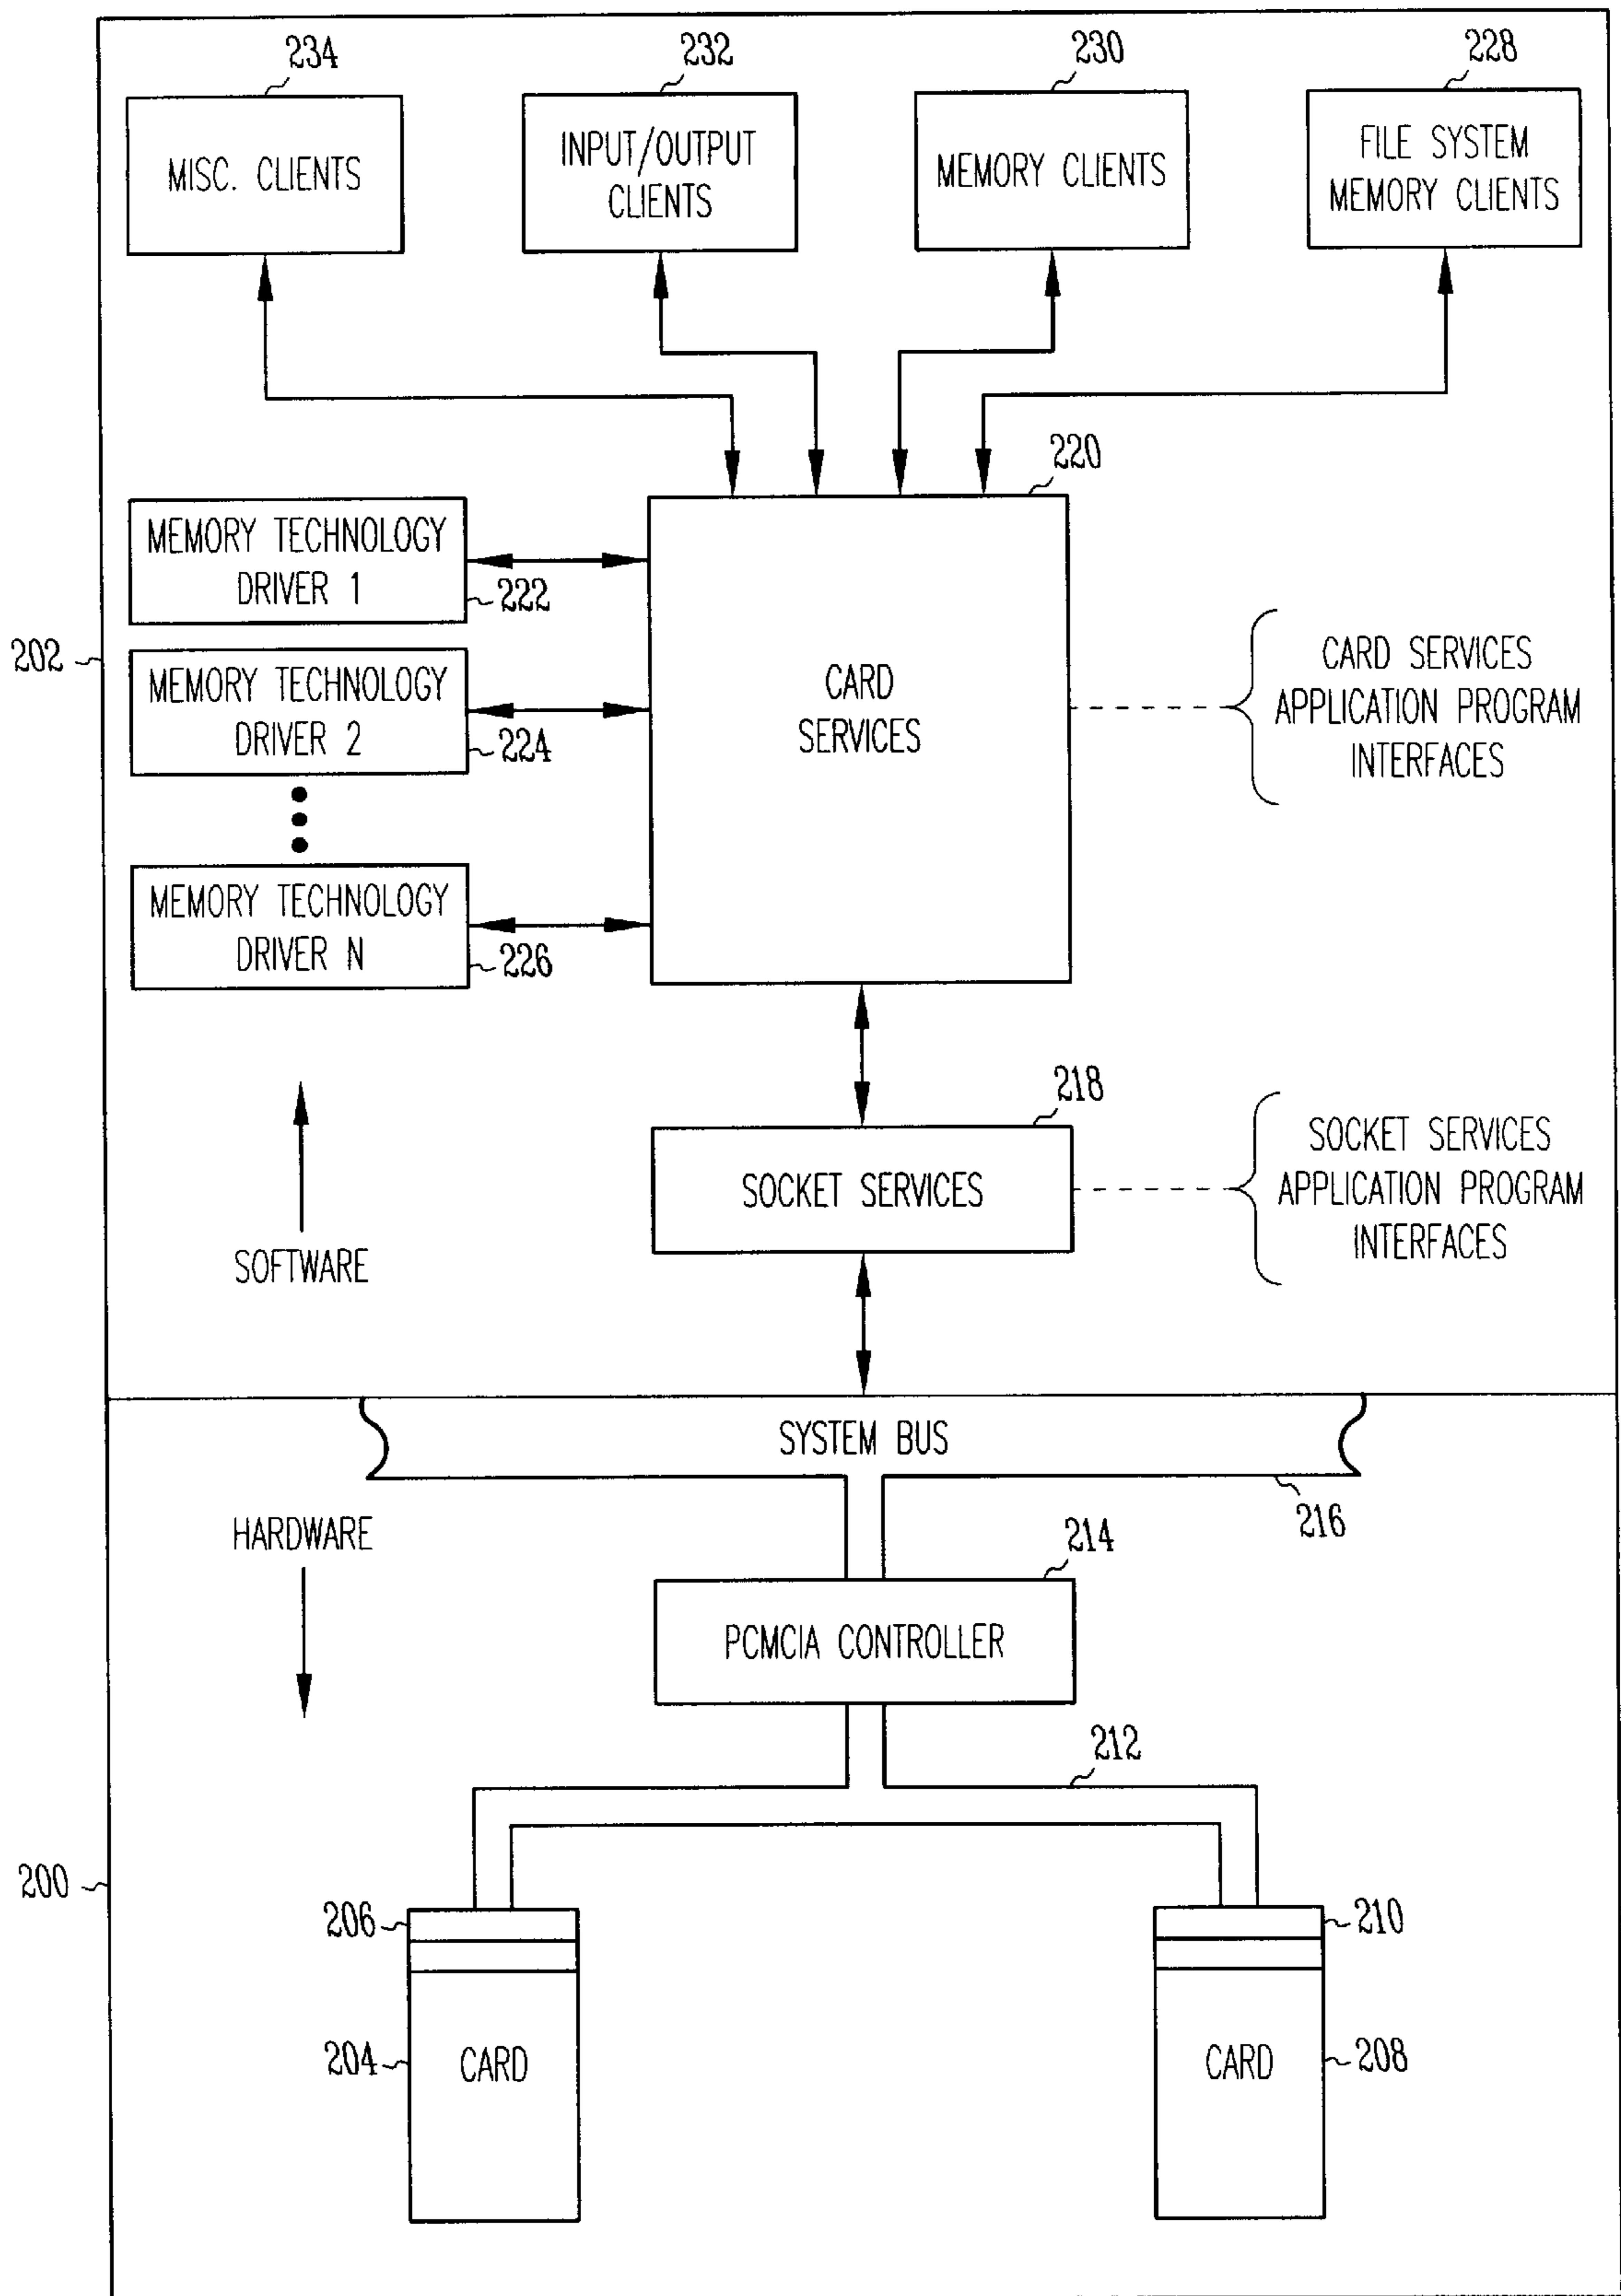 234
232
230
228
MISC. CLIENTS
INPUT/OUTPUT
CLIENTS
MEMORY CLIENTS
FILE SYSTEM
MEMORY CLIENTS
220
MEMORY TECHNOLOGY
DRIVER 1
222
202
MEMORY TECHNOLOGY
DRIVER 2
224
MEMORY TECHNOLOGY
DRIVER N
226
CARD
SERVICES
CARD SERVICES
APPLICATION PROGRAM
INTERFACES
218
SOCKET SERVICES
SOCKET SERVICES
APPLICATION PROGRAM
INTERFACES
SOFTWARE
SYSTEM BUS
216
HARDWARE
214
PCMCIA CONTROLLER
212
200
206
210
204
CARD
CARD
208